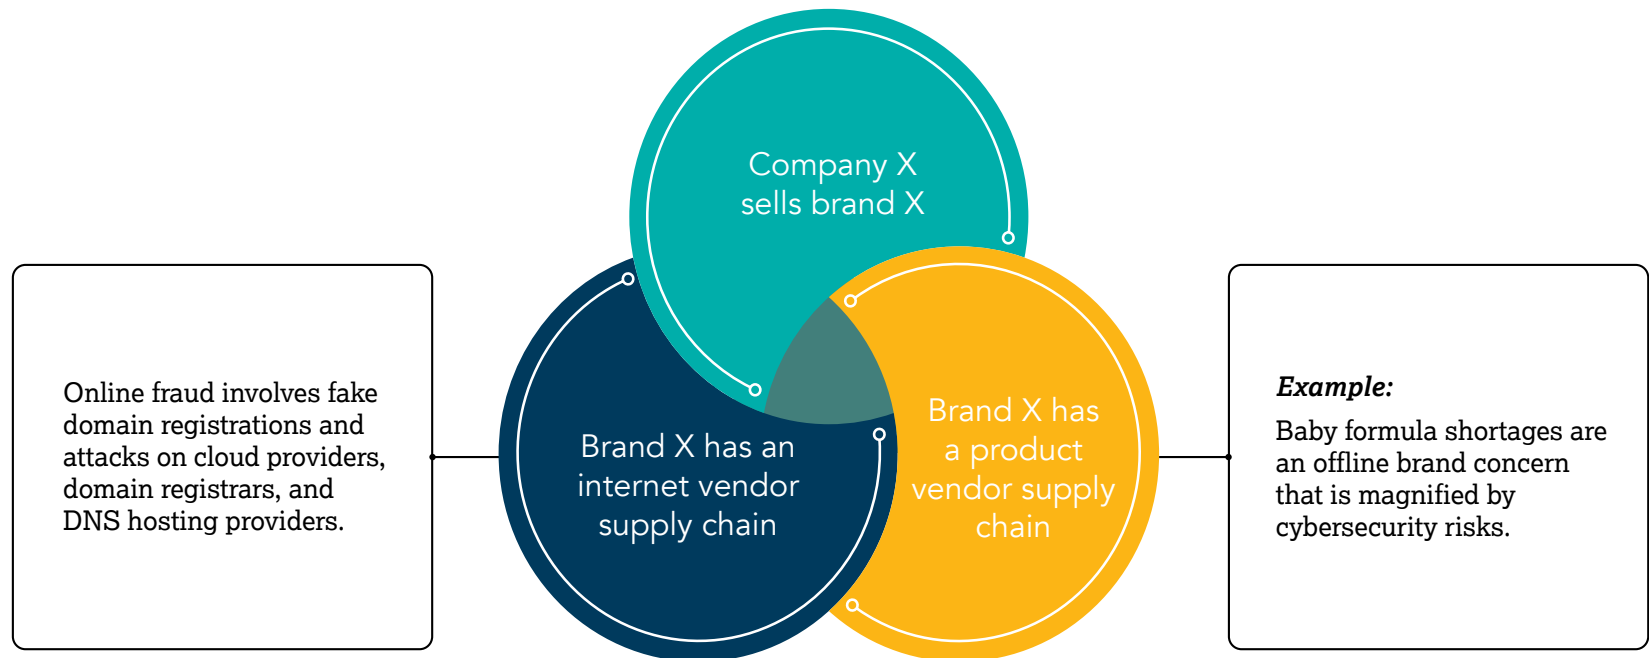 Company X
sells brand X
Online fraud involves fake
domain registrations and
attacks on cloud providers,
domain registrars, and
DNS hosting providers.
Brand X has an
internet vendor
supply chain
Brand X has
a product
vendor supply
chain
Example:
Baby formula shortages are
an offline brand concern
that is magnified by
cybersecurity risks.